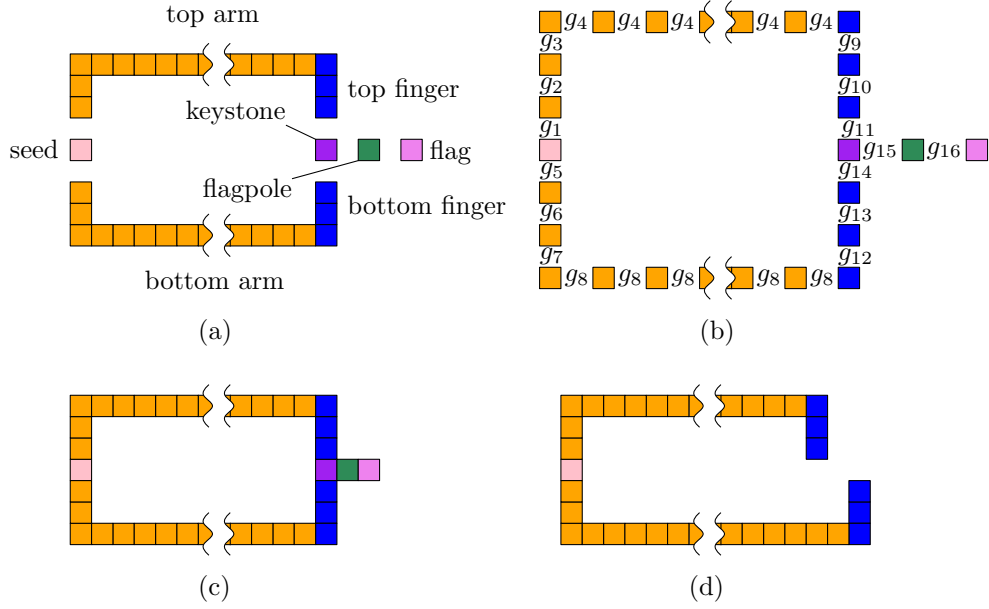 top arm
top finger
keystone
seed
flag
flagpole
bottom finger
bottom arm
(a)
g4 g4 g4 g4 g4
g3 g9
g2 g10
g1 g11
g15 g16
g5 g14
g6 g13
g7 g12
g8 g8 g8 g8 g8
(b)
(c)
(d)